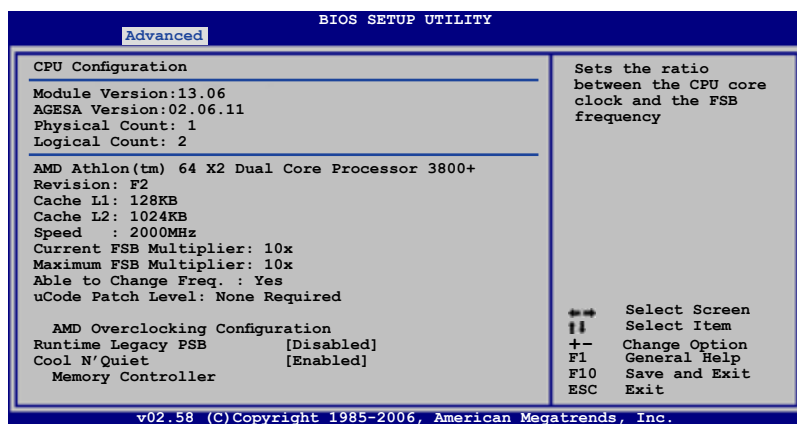 BIOS SETUP UTILITY
Advanced
CPU Configuration
Module Version:13.06
AGESA Version:02.06.11
Physical Count: 1
Logical Count: 2
AMD Athlon(tm) 64 X2 Dual Core Processor 3800+
Revision: F2
Cache L1: 128KB
Cache L2: 1024KB
Speed : 2000MHz
Current FSB Multiplier: 10x
Maximum FSB Multiplier: 10x
Able to Change Freq. : Yes
uCode Patch Level: None Required
AMD Overclocking Configuration
Runtime Legacy PSB [Disabled]
Cool N'Quiet [Enabled]
Memory Controller
Sets the ratio
between the CPU core
clock and the FSB
frequency
←→ Select Screen
↑↓ Select Item
+- Change Option
F1 General Help
F10 Save and Exit
ESC Exit
v02.58 (C)Copyright 1985-2006, American Megatrends, Inc.